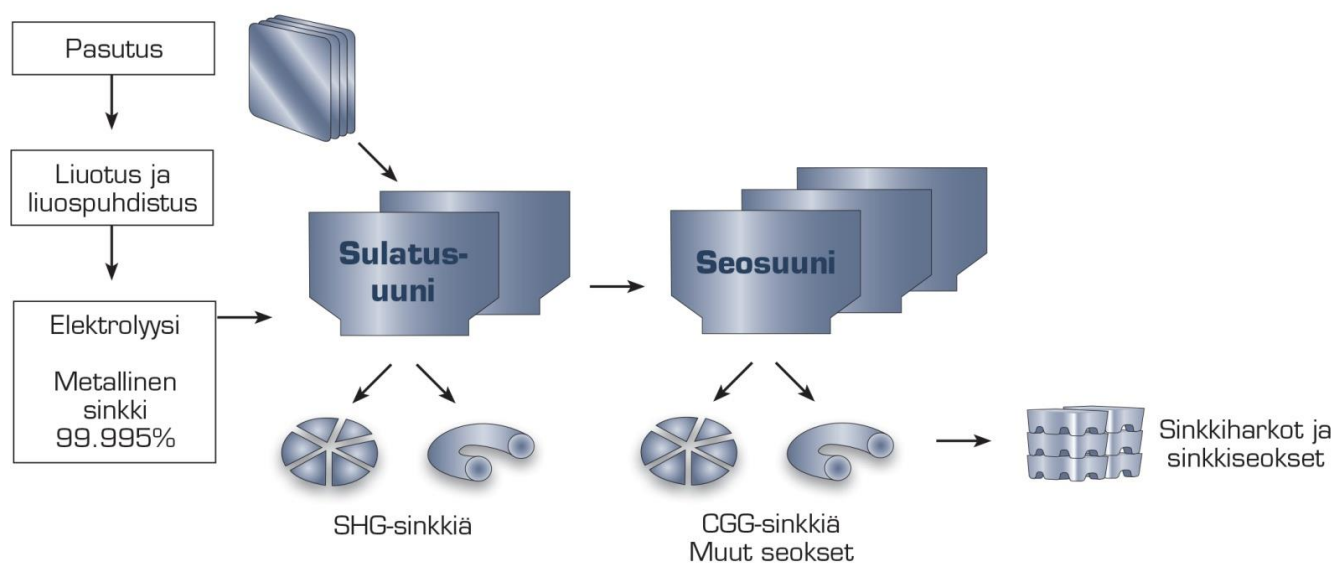 Pasutus
Liuotus ja
liuospuhdistus
Elektrolyysi
Metallinen
sinkki
99.995%
Sulatus-
uuni
Seosuuni
SHG-sinkkiä
CGG-sinkkiä
Muut seokset
Sinkkiharkot ja
sinkkiseokset